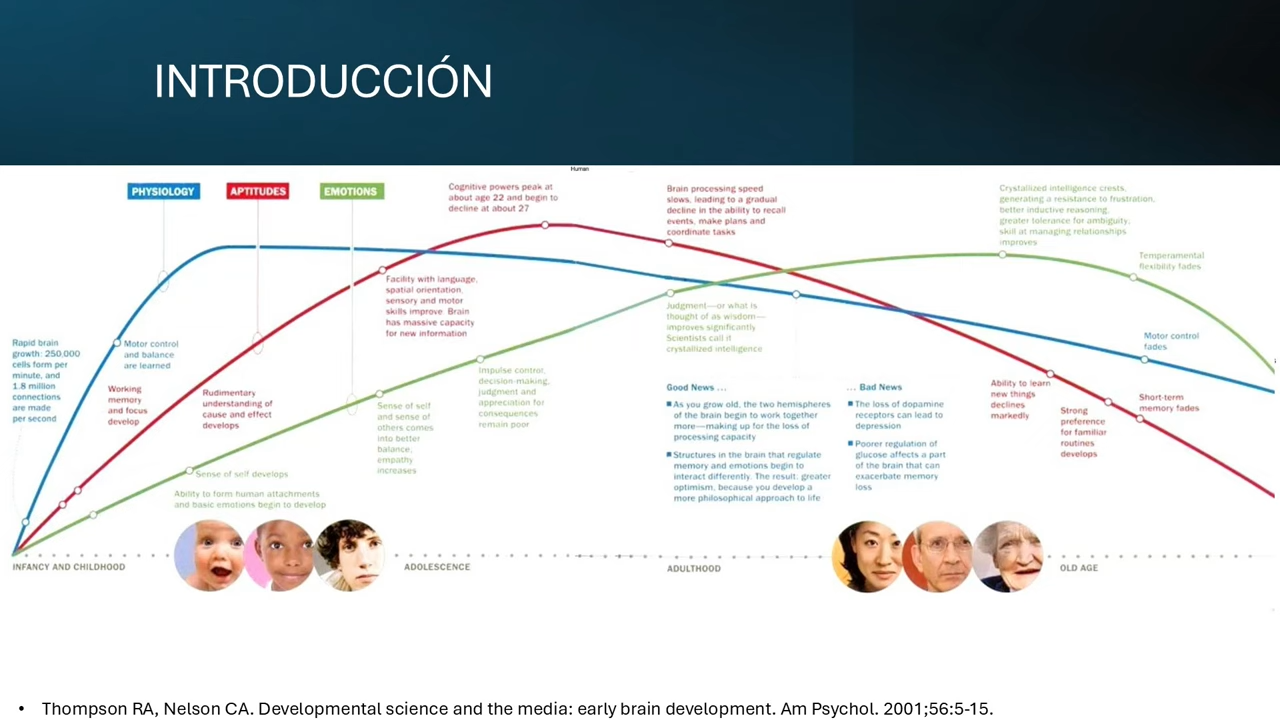 INTRODUCCIÓN
Human
PHYSIOLOGY
APTITUDES
EMOTIONS
Cognitive powers peak at
about age 22 and begin to
decline at about 27
Brain processing speed
slows, leading to a gradual
decline in the ability to recall
events, make plans and
coordinate tasks
Crystallized intelligence crests,
generating a resistance to frustration,
better inductive reasoning,
greater tolerance for ambiguity,
skill at managing relationships
improves
Temperamental
flexibility fades
Facility with language,
spatial orientation,
sensory and motor
skills improve. Brain
has massive capacity
for new information
Judgment—or what is
thought of as wisdom—
improves significantly.
Scientists call it
crystallized intelligence
Rapid brain
growth: 250,000
cells form per
minute, and
1.8 million
connections
are made
per second
Motor control
and balance
are learned
Motor control
fades
Working
memory
and focus
develop
Rudimentary
understanding of
cause and effect
develops
Impulse control,
decision-making,
judgment and
appreciation for
consequences
remain poor
Sense of self
and sense of
others comes
into better
balance,
empathy
increases
Good News ...
As you grow old, the two hemispheres
of the brain begin to work together
more—making up for the loss of
processing capacity
Structures in the brain that regulate
memory and emotions begin to
interact differently. The result, greater
optimism, because you develop a
more philosophical approach to life
... Bad News
The loss of dopamine
receptors can lead to
depression
Poorer regulation of
glucose affects a part
of the brain that can
exacerbate memory
loss
Ability to learn
new things
declines
markedly
Strong
preference
for familiar
routines
develops
Short-term
memory fades
Sense of self develops
Ability to form human attachments
and basic emotions begin to develop
INFANCY AND CHILDHOOD
ADOLESCENCE
ADULTHOOD
OLD AGE
• Thompson RA, Nelson CA. Developmental science and the media: early brain development. Am Psychol. 2001;56:5-15.